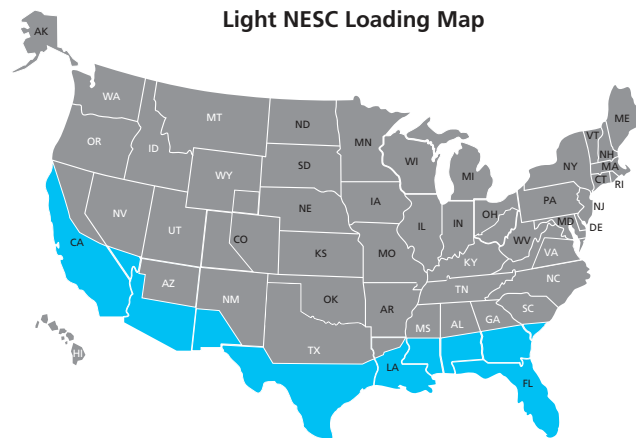 Light NESC Loading Map
AK
WA
MT
ND
MN
ME
VT
OR
ID
NH
WI
NY
MA
SD
MI
CT
RI
WY
IA
PA
NJ
NE
OH
MD
NV
IL
IN
DE
UT
CO
WV
CA
VA
KS
MO
KY
NC
TN
AZ
OK
AR
NM
SC
MS
AL
GA
TX
HI
LA
FL